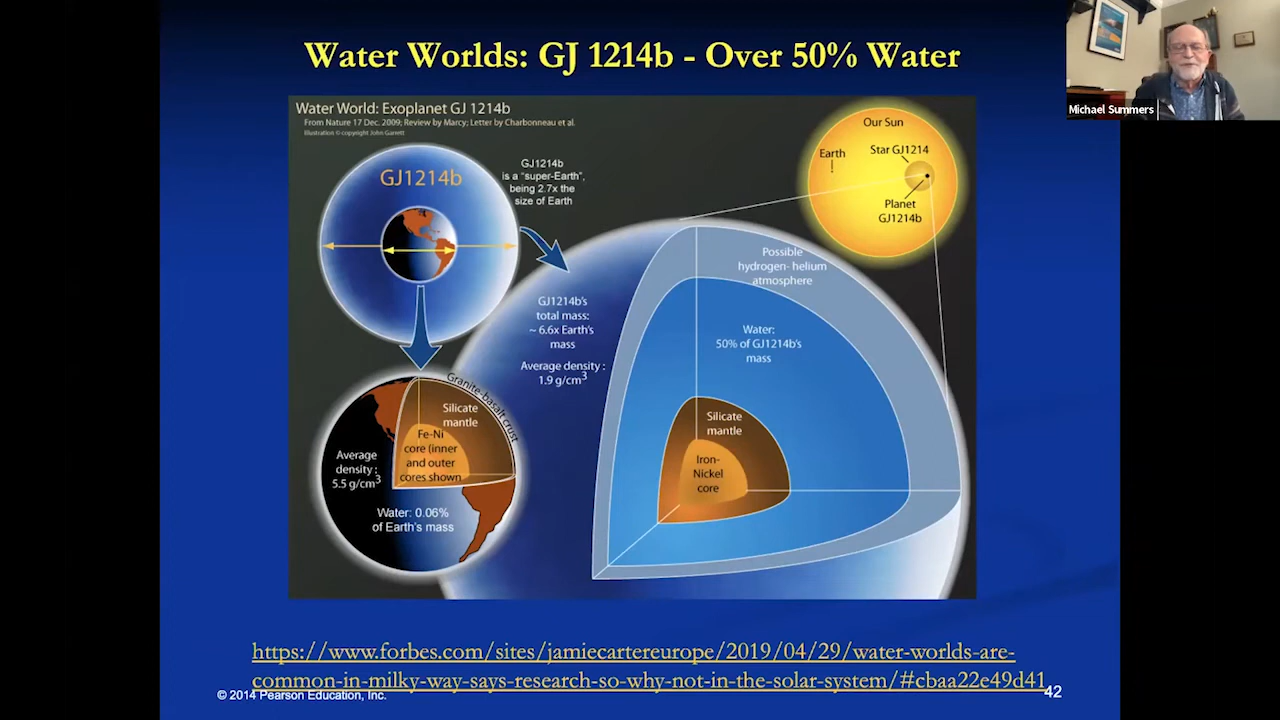 Water Worlds: GJ 1214b - Over 50% Water
Michael Summers
Water World: Exoplanet GJ 1214b
From Nature 17 Dec. 2009; Review by Marcy; Letter by Charbonneau et al.
Illustration © copyright John Garrett
GJ1214b
GJ1214b
is a "super-Earth",
being 2.7x the
size of Earth
Our Sun
Earth
Star GJ1214
Planet
GJ1214b
Possible
hydrogen- helium
atmosphere
GJ1214b's
total mass:
~ 6.6x Earth's
mass
Average density :
1.9 g/cm3
Water:
50% of GJ1214b's
mass
Silicate
mantle
Iron-
Nickel
core
Granite-basalt crust
Silicate
mantle
Fe-Ni
core (inner
and outer
cores shown
Average
density :
5.5 g/cm3
Water: 0.06%
of Earth's mass
https://www.forbes.com/sites/jamiecartereurope/2019/04/29/water-worlds-are-
common-in-milky-way-says-research-so-why-not-in-the-solar-system/#cbaa22e49d41
© 2014 Pearson Education, Inc.
42